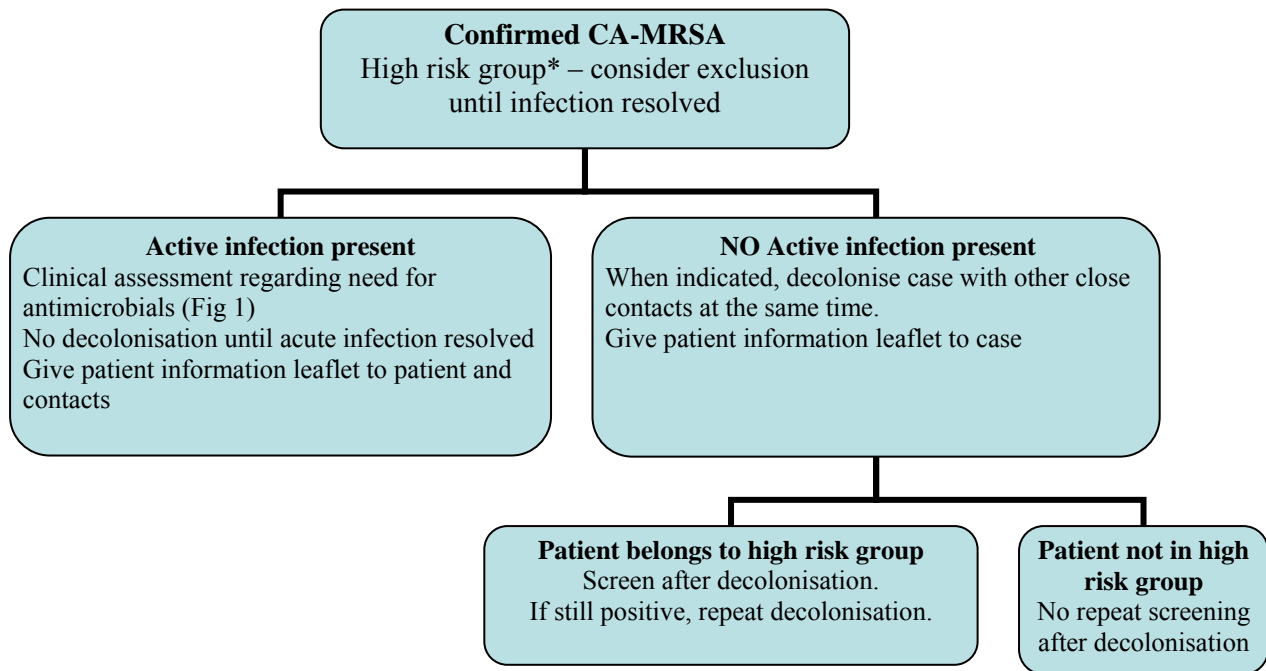 Confirmed CA-MRSA
High risk group* – consider exclusion
until infection resolved
Active infection present
Clinical assessment regarding need for
antimicrobials (Fig 1)
No decolonisation until acute infection resolved
Give patient information leaflet to patient and
contacts
NO Active infection present
When indicated, decolonise case with other close
contacts at the same time.
Give patient information leaflet to case
Patient belongs to high risk group
Screen after decolonisation.
If still positive, repeat decolonisation.
Patient not in high
risk group
No repeat screening
after decolonisation